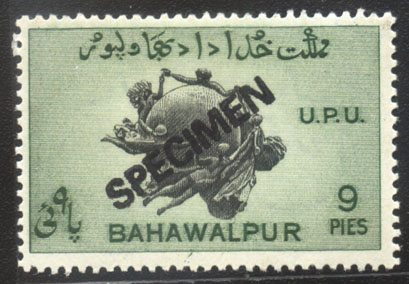 مملکت خداداد بہاولپور
U.P.U.
SPECIMEN
۹ پائی
9
PIES
BAHAWALPUR